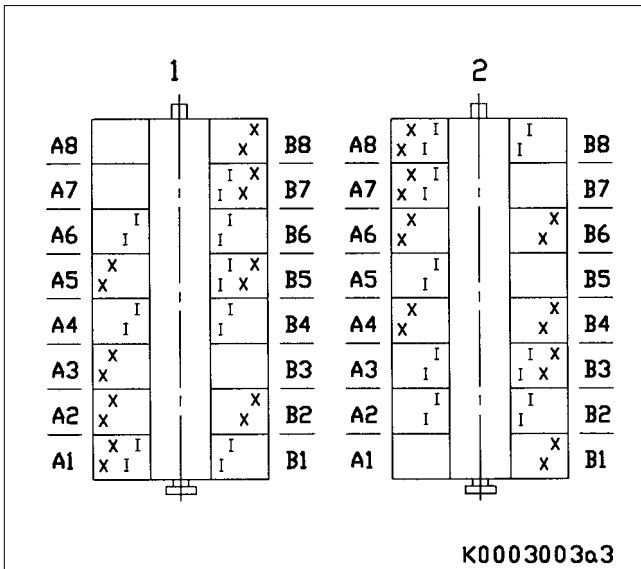 1 2
X X I I
A8 X B8 A8 X I I B8
I X X I
A7 I X B7 A7 X I B7
I I X X
A6 I I B6 A6 X X B6
X I X I
A5 X I X B5 A5 I B5
I I X X
A4 I I B4 A4 X X B4
X I I X
A3 X B3 A3 I I X B3
X X I I
A2 X X B2 A2 I I B2
X I I X
A1 X I I B1 A1 X B1
K0003003a3